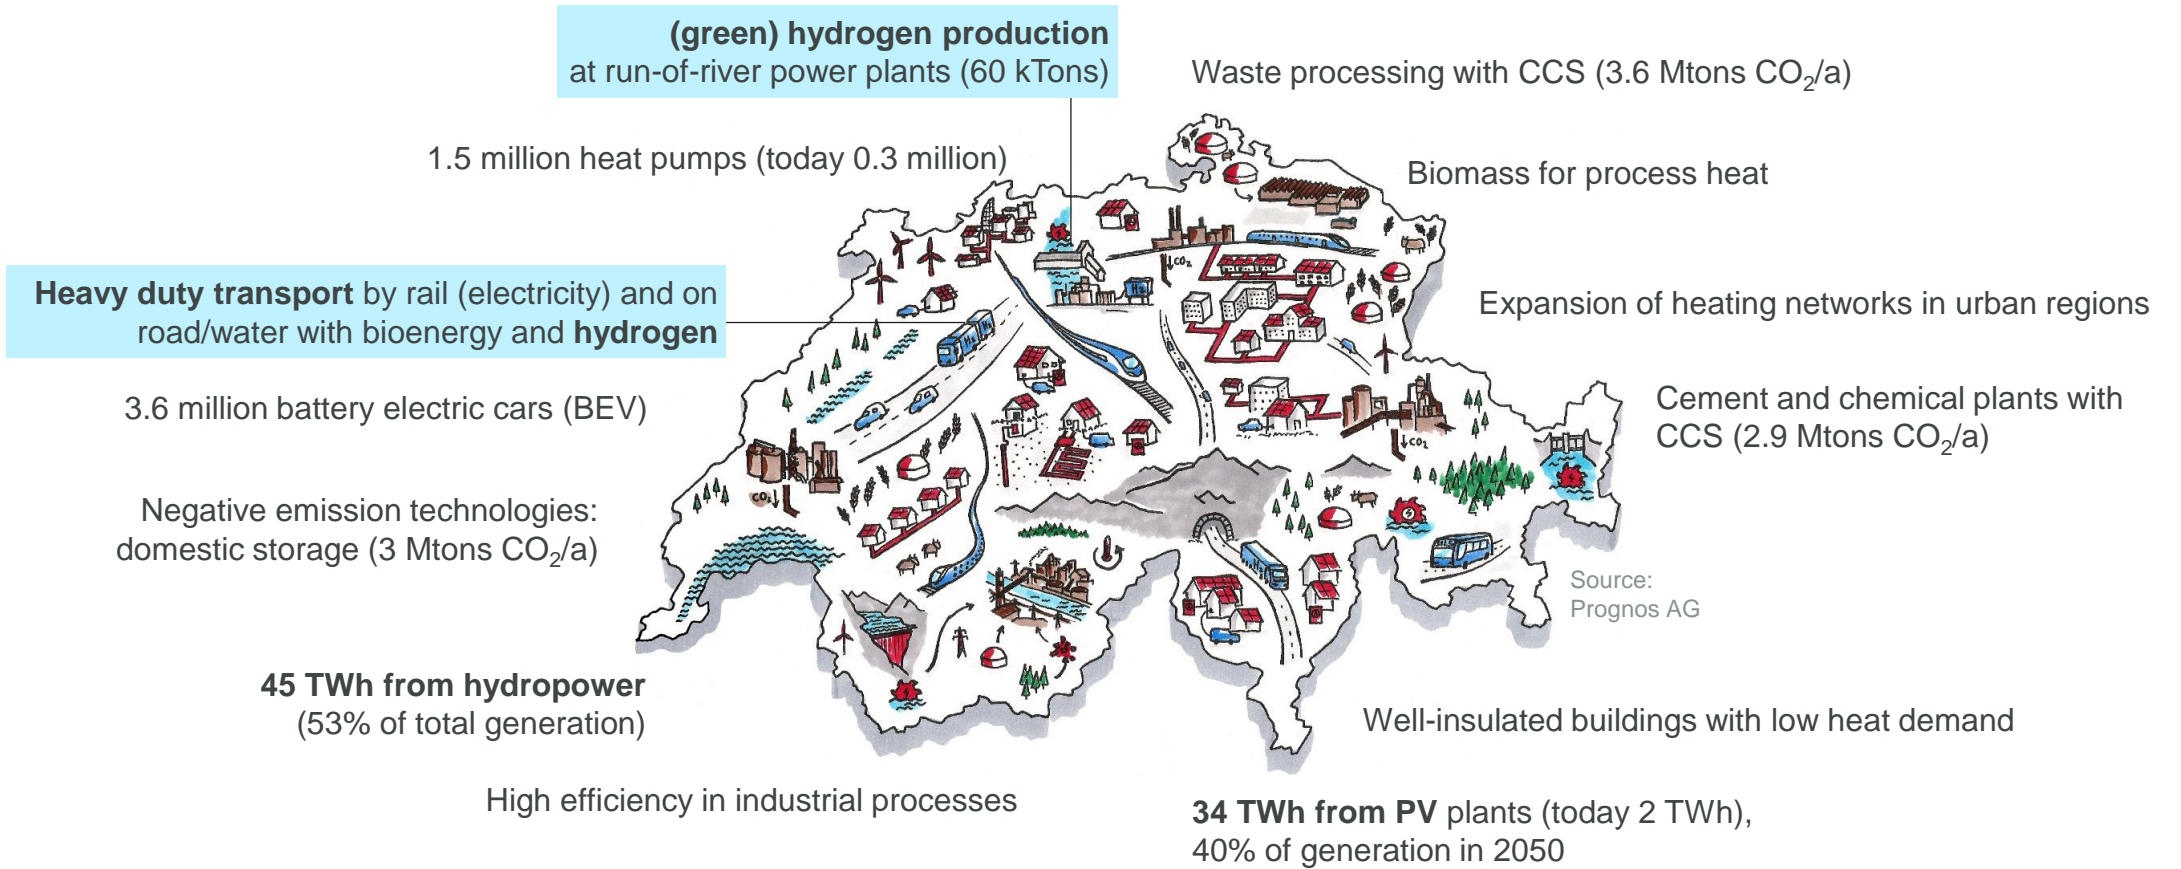 (green) hydrogen production
at run-of-river power plants (60 kTons)
Waste processing with CCS (3.6 Mtons CO₂/a)
1.5 million heat pumps (today 0.3 million)
Biomass for process heat
Heavy duty transport by rail (electricity) and on
road/water with bioenergy and hydrogen
Expansion of heating networks in urban regions
3.6 million battery electric cars (BEV)
Cement and chemical plants with
CCS (2.9 Mtons CO₂/a)
Negative emission technologies:
domestic storage (3 Mtons CO₂/a)
Source:
Prognos AG
45 TWh from hydropower
(53% of total generation)
Well-insulated buildings with low heat demand
High efficiency in industrial processes
34 TWh from PV plants (today 2 TWh),
40% of generation in 2050
CO₂
H₂
H₂
CO₂
CO₂